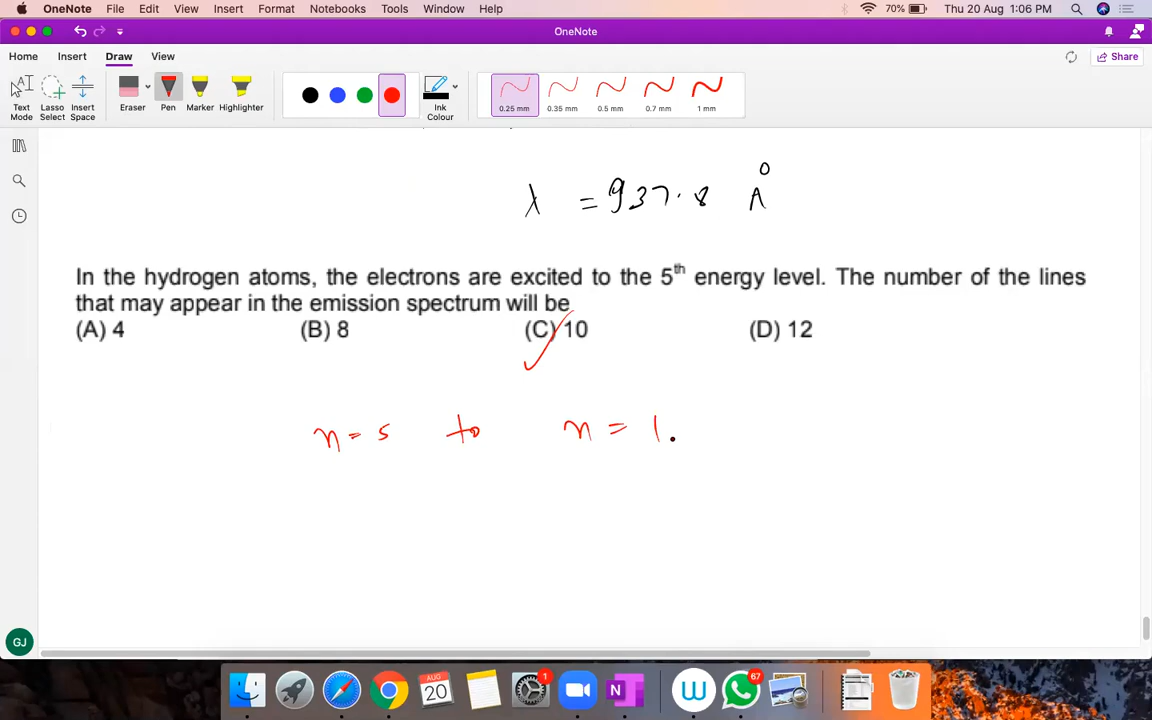 OneNote File Edit View Insert Format Notebooks Tools Window Help 70% Thu 20 Aug 1:06 PM
OneNote
Home Insert Draw View Share
Text Mode Lasso Select Insert Space Eraser Pen Marker Highlighter Ink Colour 0.25 mm 0.35 mm 0.5 mm 0.7 mm 1 mm
λ = 937.8 Å
In the hydrogen atoms, the electrons are excited to the 5th energy level. The number of the lines
that may appear in the emission spectrum will be
(A) 4 (B) 8 (C) 10 (D) 12
n = 5 to n = 1.
GJ
AUG 20 1 N W 67